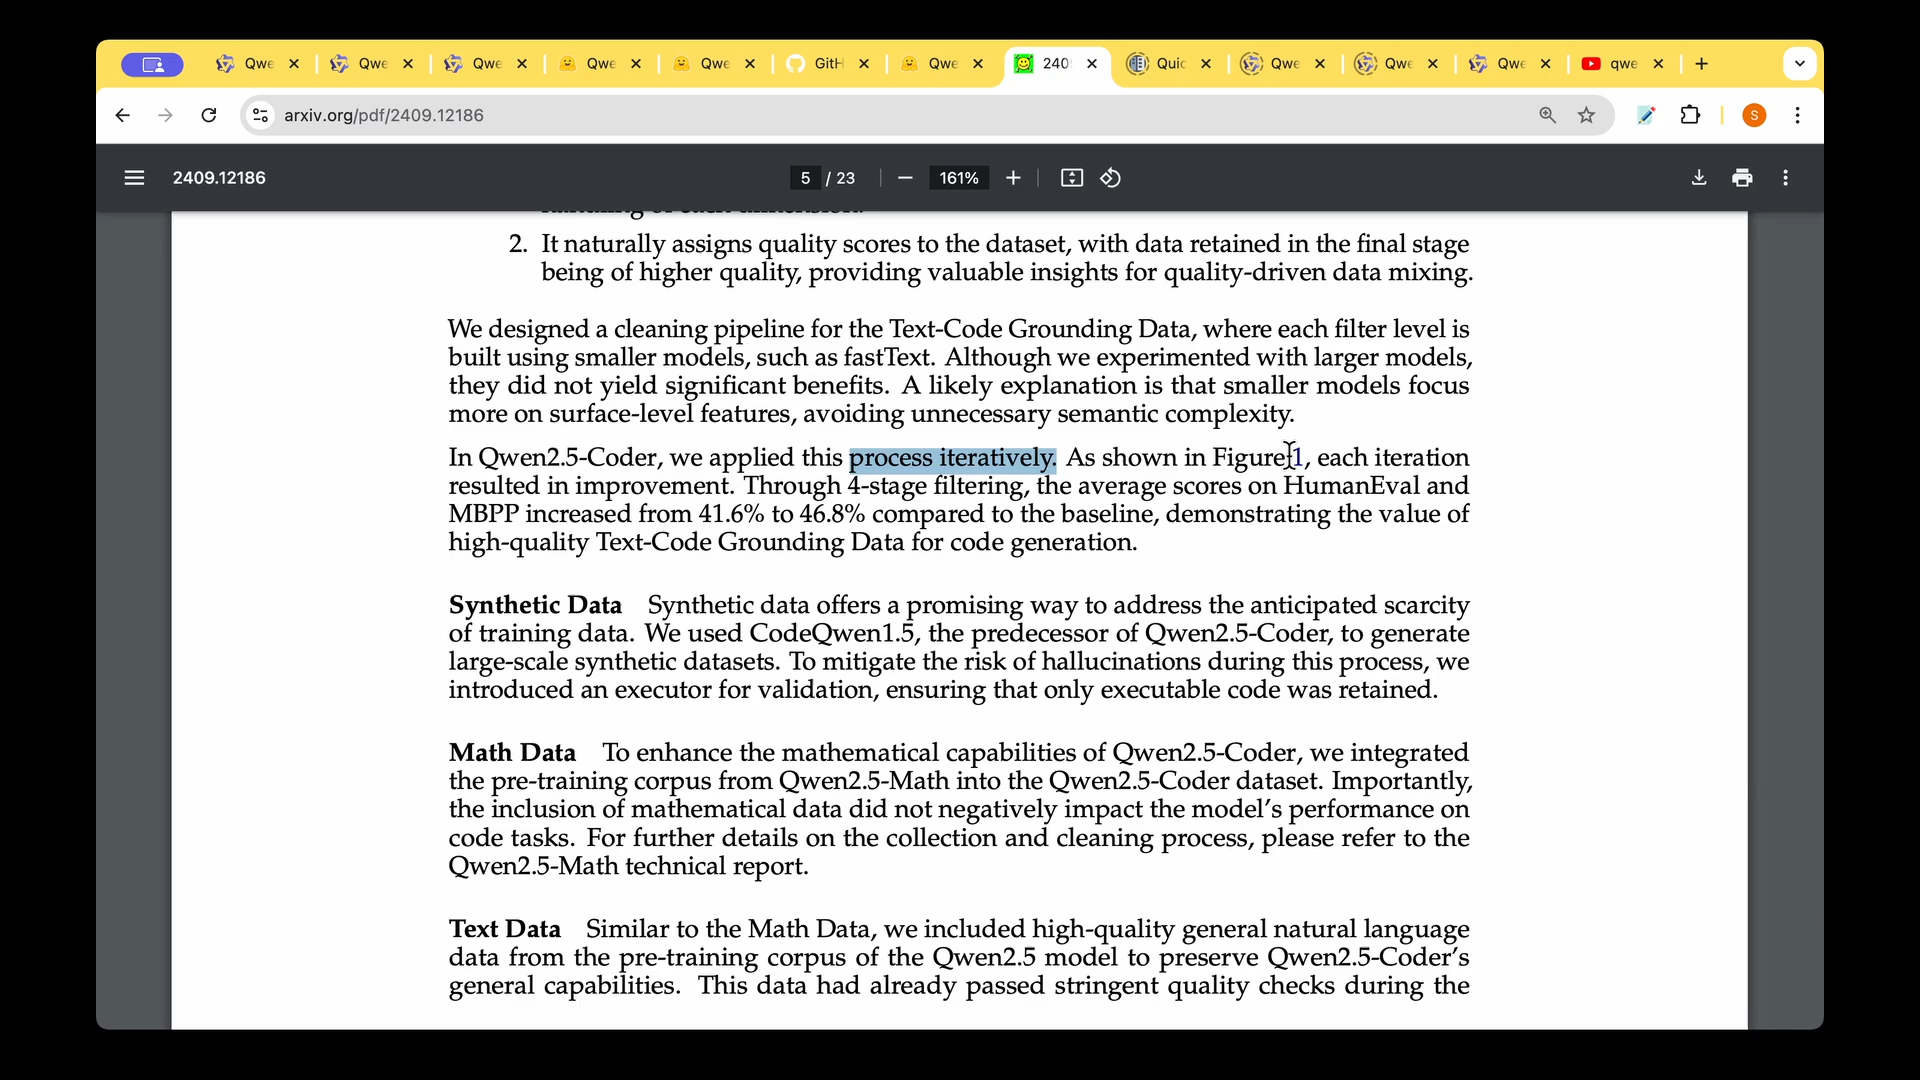 Qwe
Qwe
Qwe
Qwe
Qwe
GitH
Qwe
240
Quic
Qwe
Qwe
Qwe
qwe
arxiv.org/pdf/2409.12186
S
2409.12186
5 / 23
161%
handling of each dimension.
2. It naturally assigns quality scores to the dataset, with data retained in the final stage
being of higher quality, providing valuable insights for quality-driven data mixing.
We designed a cleaning pipeline for the Text-Code Grounding Data, where each filter level is
built using smaller models, such as fastText. Although we experimented with larger models,
they did not yield significant benefits. A likely explanation is that smaller models focus
more on surface-level features, avoiding unnecessary semantic complexity.
In Qwen2.5-Coder, we applied this process iteratively. As shown in Figure 1, each iteration
resulted in improvement. Through 4-stage filtering, the average scores on HumanEval and
MBPP increased from 41.6% to 46.8% compared to the baseline, demonstrating the value of
high-quality Text-Code Grounding Data for code generation.
Synthetic Data Synthetic data offers a promising way to address the anticipated scarcity
of training data. We used CodeQwen1.5, the predecessor of Qwen2.5-Coder, to generate
large-scale synthetic datasets. To mitigate the risk of hallucinations during this process, we
introduced an executor for validation, ensuring that only executable code was retained.
Math Data To enhance the mathematical capabilities of Qwen2.5-Coder, we integrated
the pre-training corpus from Qwen2.5-Math into the Qwen2.5-Coder dataset. Importantly,
the inclusion of mathematical data did not negatively impact the model's performance on
code tasks. For further details on the collection and cleaning process, please refer to the
Qwen2.5-Math technical report.
Text Data Similar to the Math Data, we included high-quality general natural language
data from the pre-training corpus of the Qwen2.5 model to preserve Qwen2.5-Coder's
general capabilities. This data had already passed stringent quality checks during the